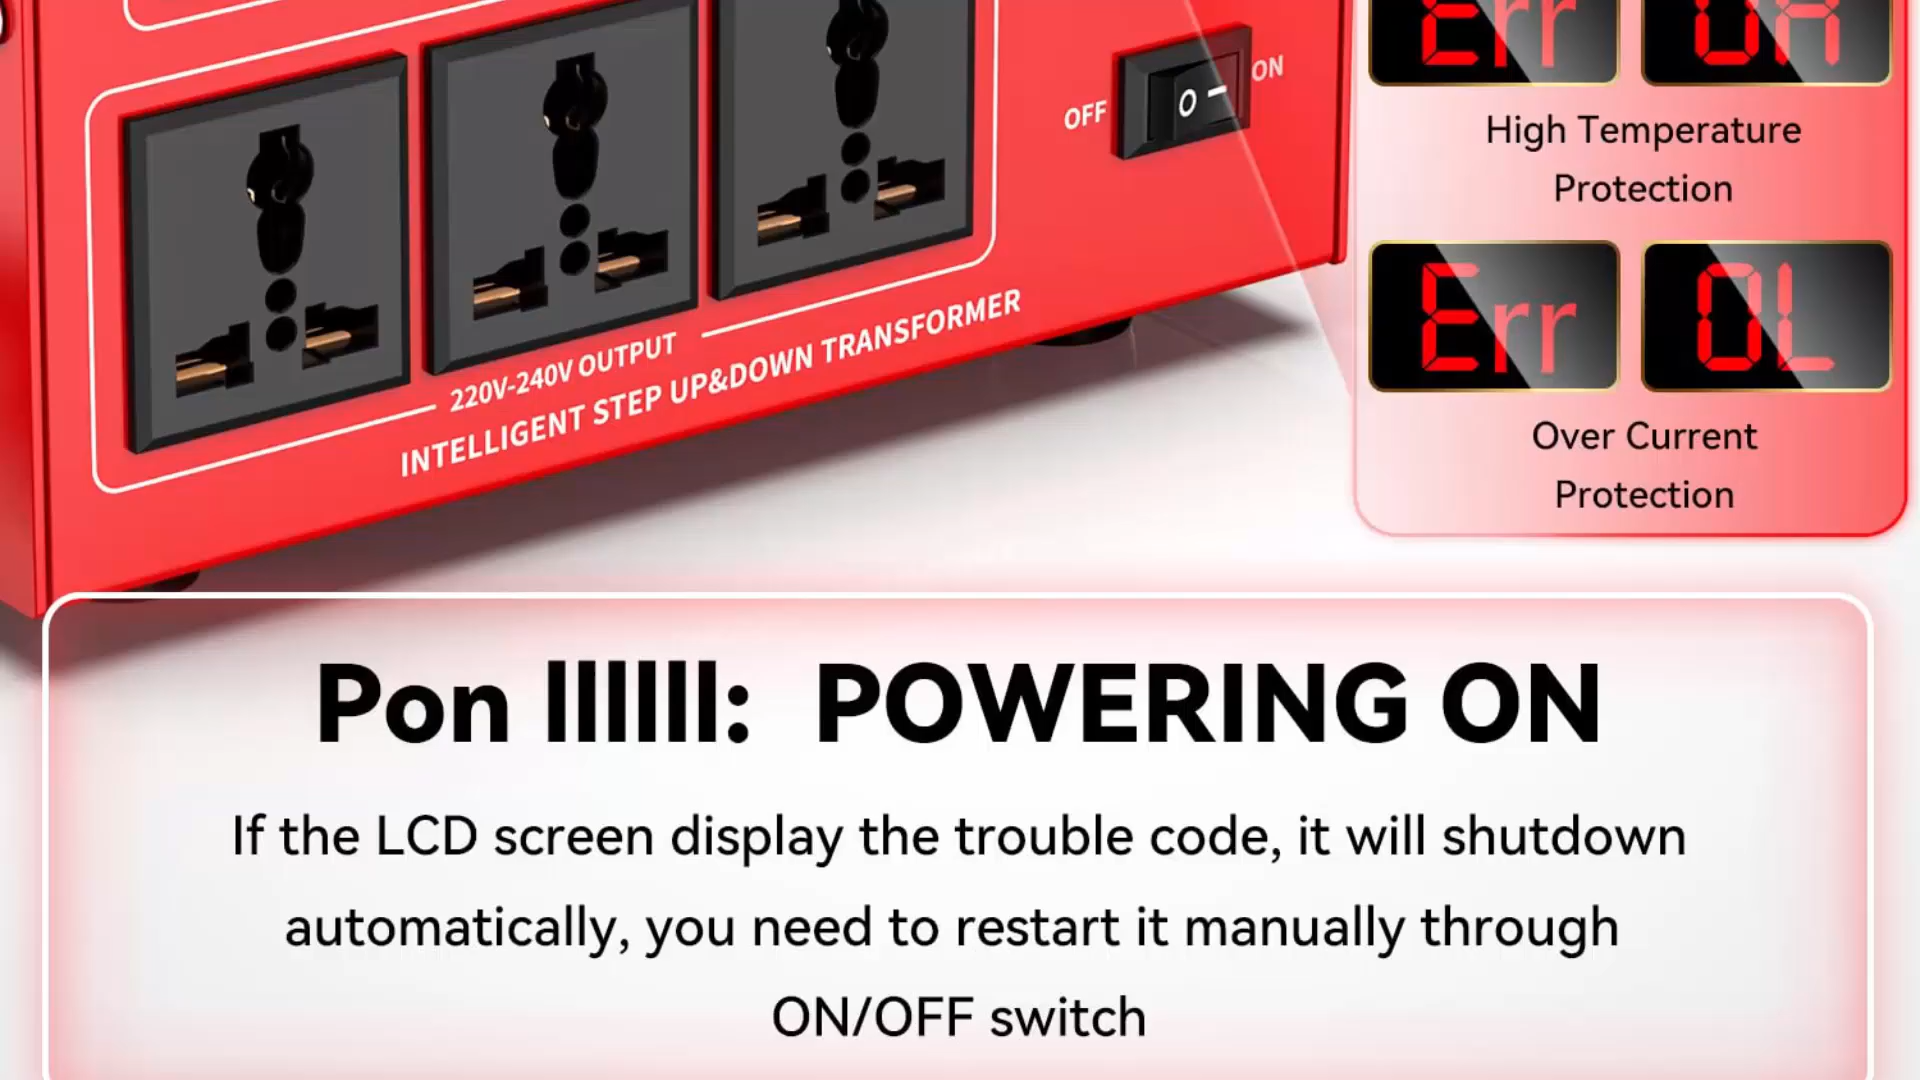 OFF
ON
220V-240V OUTPUT
INTELLIGENT STEP UP&DOWN TRANSFORMER
Err
High Temperature
Protection
Err OL
Over Current
Protection
Pon llllll: POWERING ON
If the LCD screen display the trouble code, it will shutdown
automatically, you need to restart it manually through
ON/OFF switch